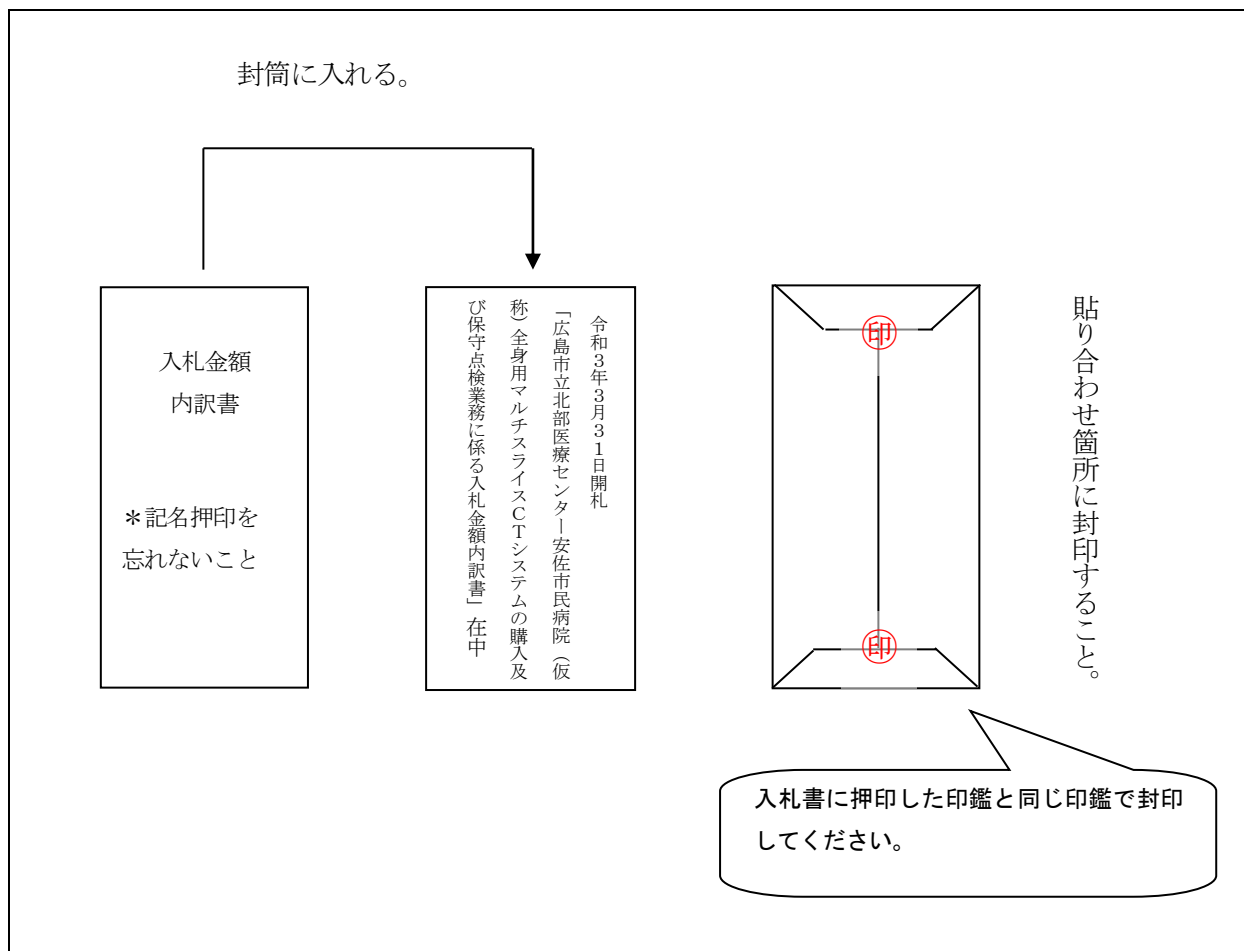 封筒に入れる。
入札金額
内訳書
＊記名押印を
忘れないこと
令和３年３月３１日開札
「広島市立北部医療センター安佐市民病院（仮
称）全身用マルチスライスＣＴシステムの購入及
び保守点検業務に係る入札金額内訳書」在中
印
印
貼り合わせ箇所に封印すること。
入札書に押印した印鑑と同じ印鑑で封印
してください。